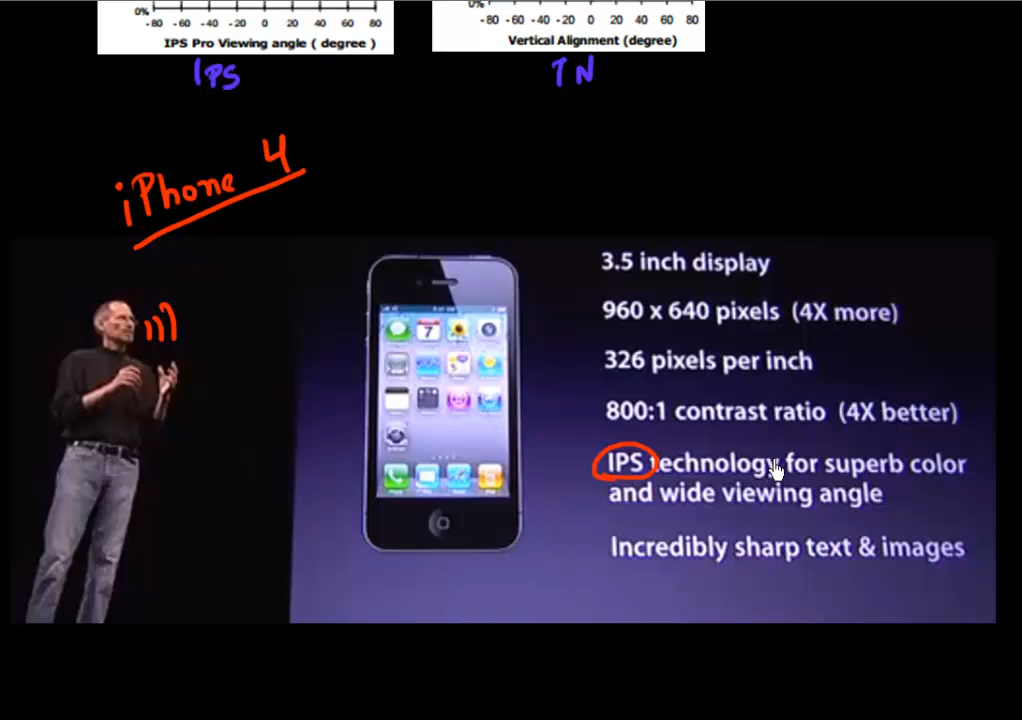 0%
-80 -60 -40 -20 0 20 40 60 80
IPS Pro Viewing angle ( degree )
0%
-80 -60 -40 -20 0 20 40 60 80
Vertical Alignment (degree)
IPS
TN
iPhone 4
3.5 inch display
960 x 640 pixels (4X more)
326 pixels per inch
800:1 contrast ratio (4X better)
IPS technology for superb color
and wide viewing angle
Incredibly sharp text & images
7